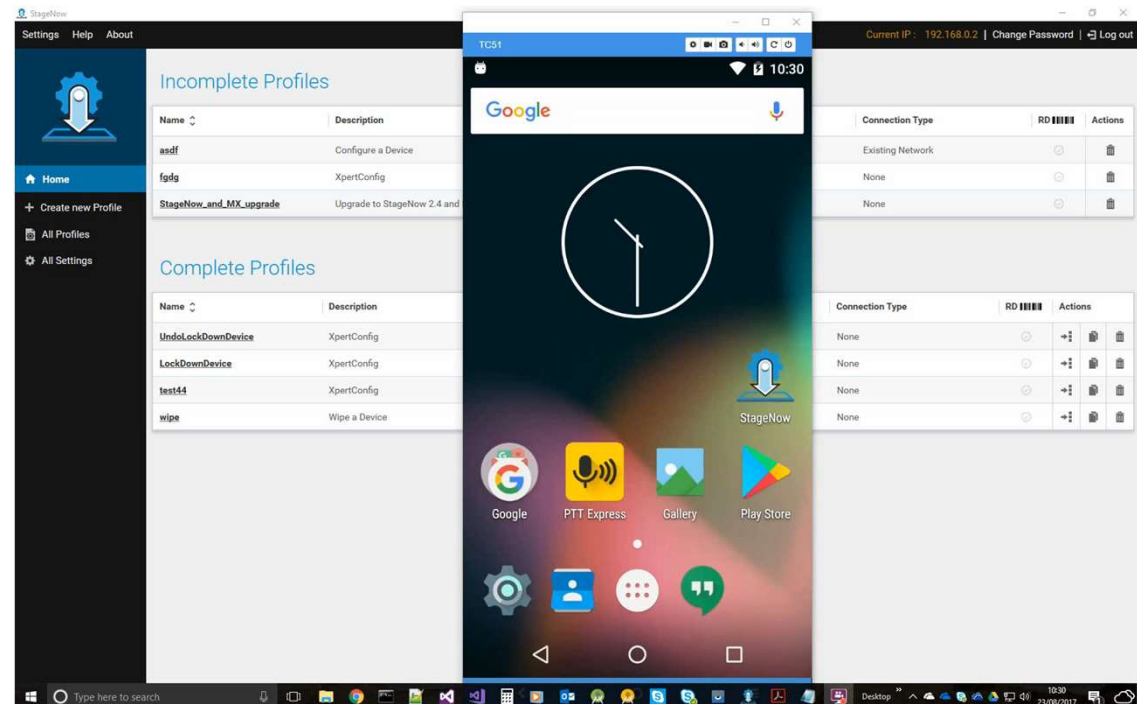 StageNow
Settings Help About
Current IP : 192.168.0.2 | Change Password | Log out
Home
Create new Profile
All Profiles
All Settings
Incomplete Profiles
Name Description Connection Type RD Actions
asdf Configure a Device Existing Network
fgdg XpertConfig None
StageNow_and_MX_upgrade Upgrade to StageNow 2.4 and None
Complete Profiles
Name Description Connection Type RD Actions
UndoLockDownDevice XpertConfig None
LockDownDevice XpertConfig None
test44 XpertConfig None
wipe Wipe a Device None
TC51
10:30
Google
StageNow
Google PTT Express Gallery Play Store
Type here to search
Desktop
10:30
23/08/2017